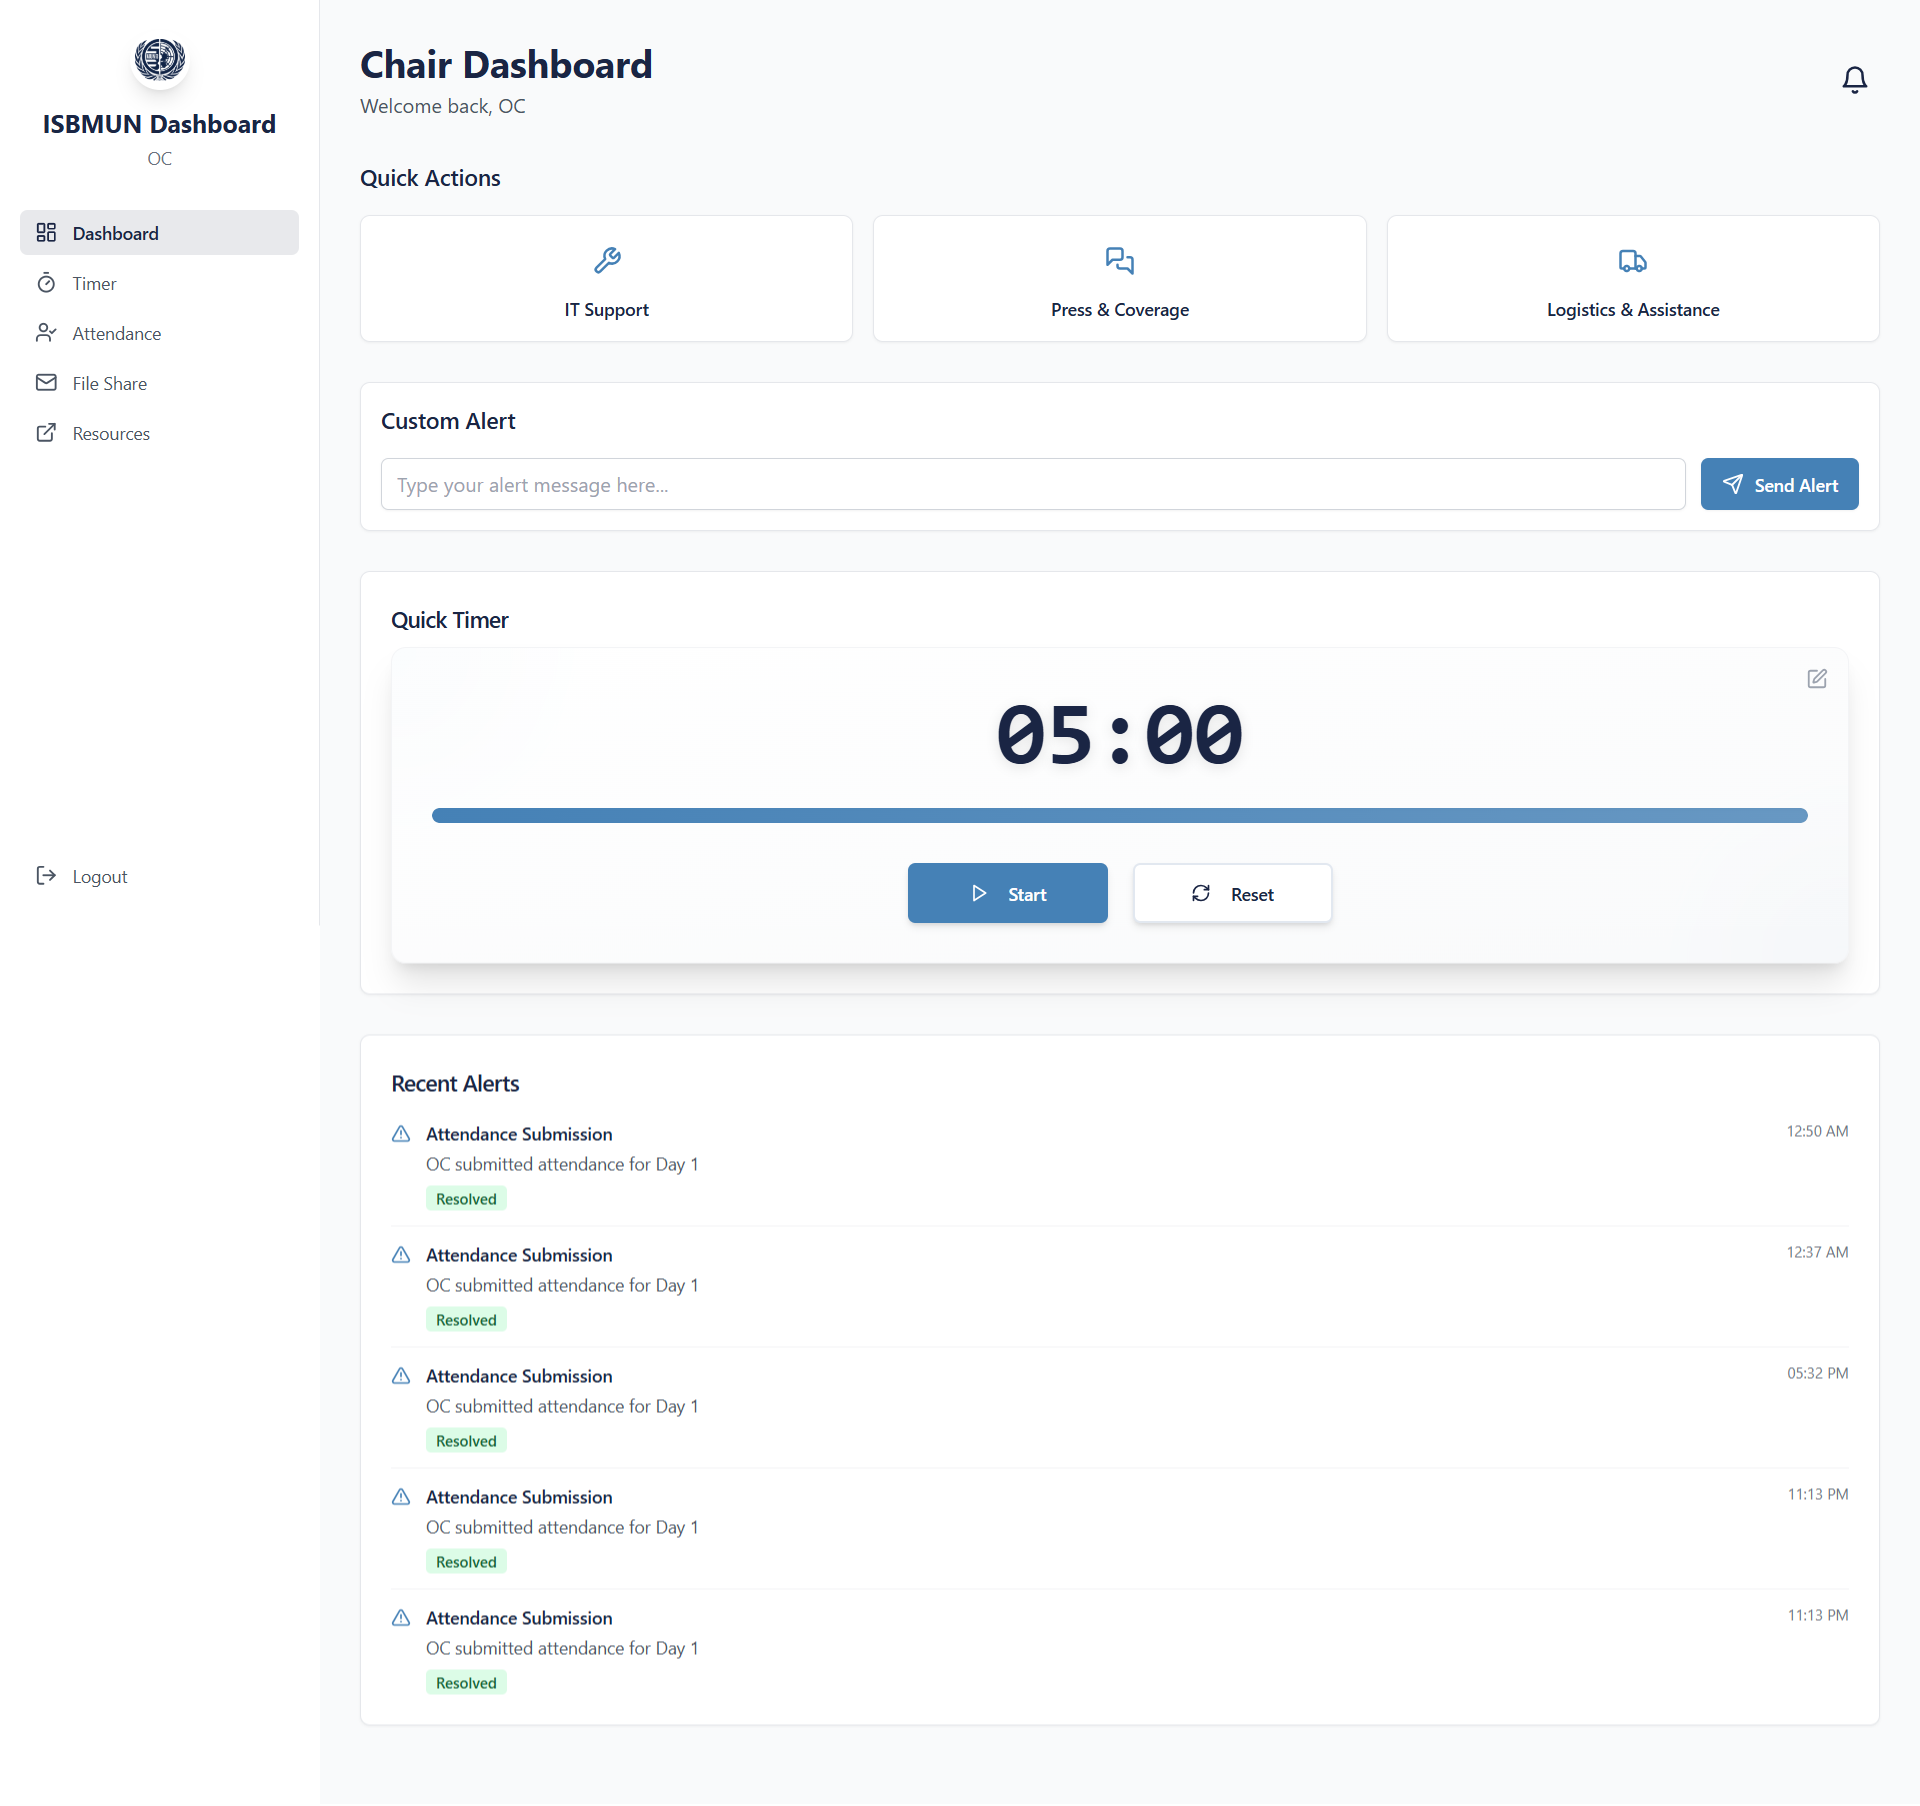 ISBMUN Dashboard
OC
Dashboard
Timer
Attendance
File Share
Resources
Logout
Chair Dashboard
Welcome back, OC
Quick Actions
IT Support
Press & Coverage
Logistics & Assistance
Custom Alert
Type your alert message here...
Send Alert
Quick Timer
05:00
Start
Reset
Recent Alerts
Attendance Submission
12:50 AM
OC submitted attendance for Day 1
Resolved
Attendance Submission
12:37 AM
OC submitted attendance for Day 1
Resolved
Attendance Submission
05:32 PM
OC submitted attendance for Day 1
Resolved
Attendance Submission
11:13 PM
OC submitted attendance for Day 1
Resolved
Attendance Submission
11:13 PM
OC submitted attendance for Day 1
Resolved